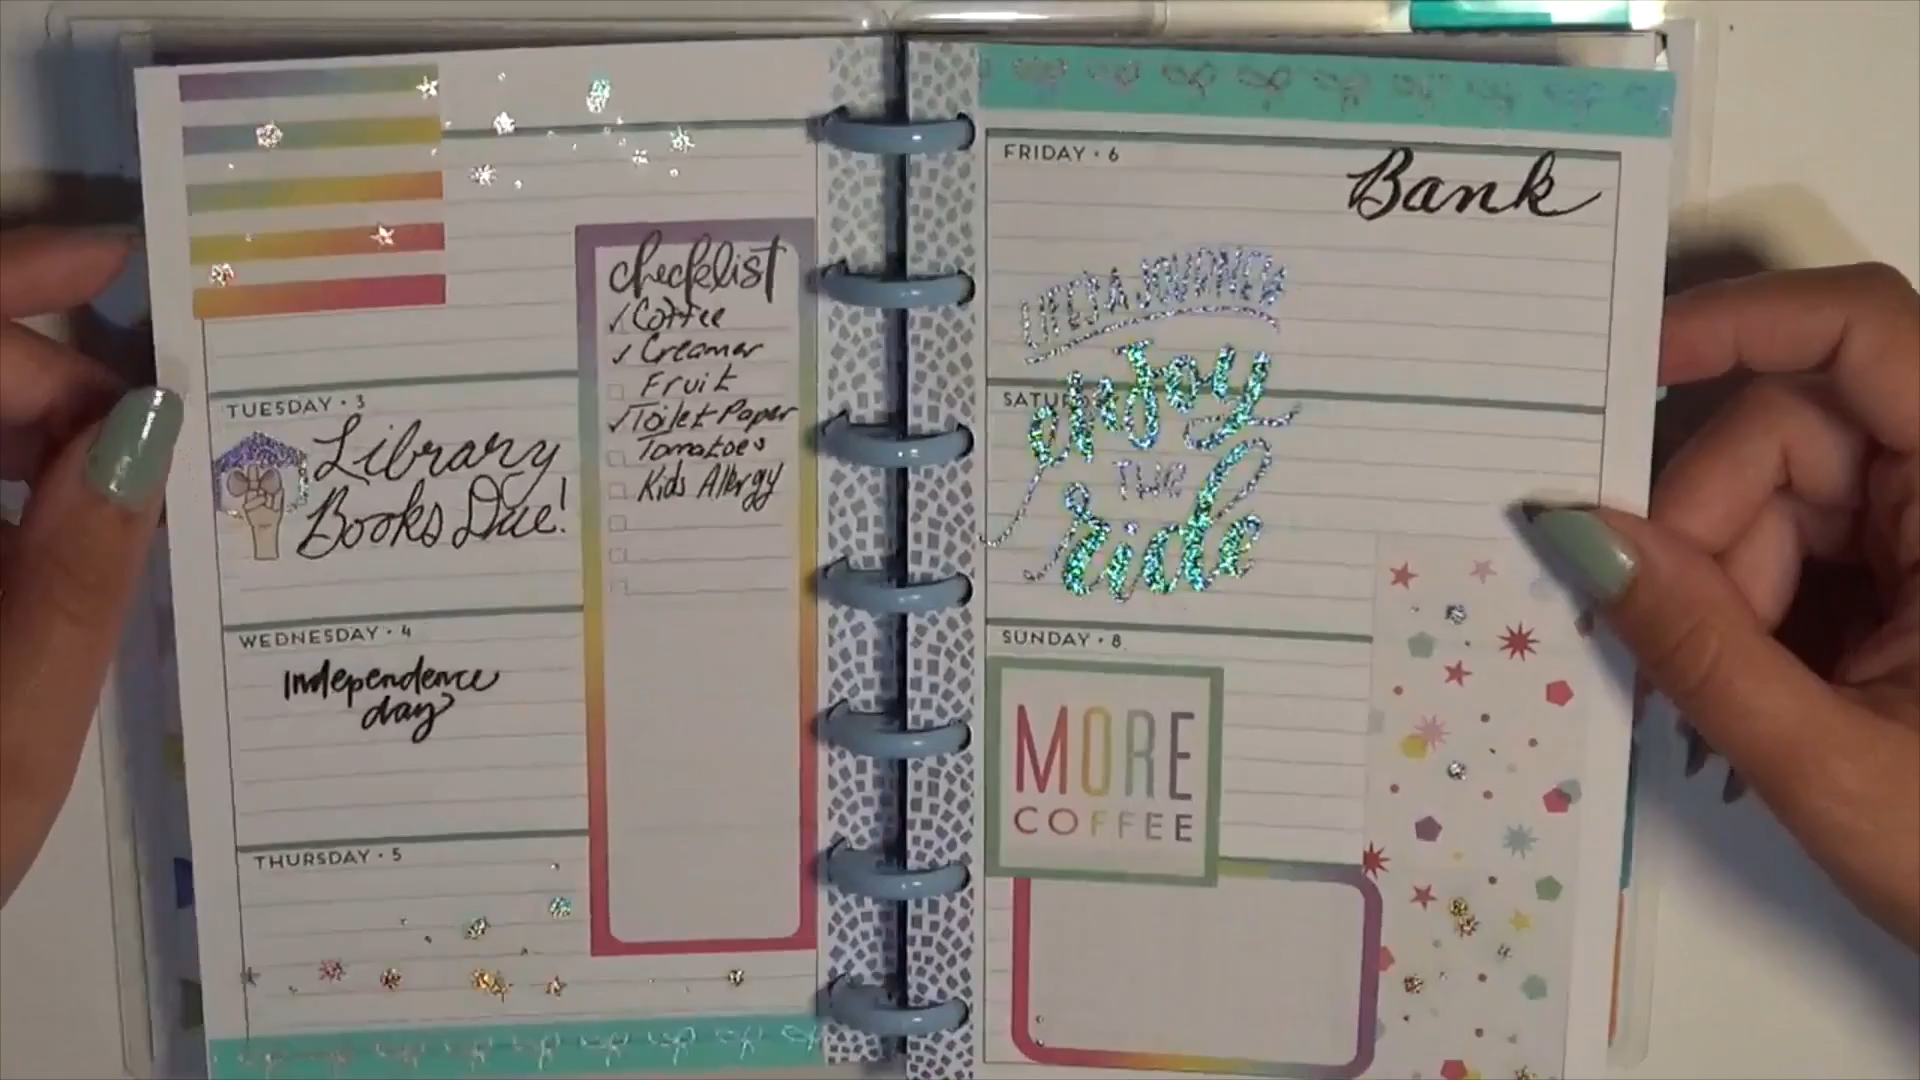 checklist
✓ Coffee
✓ Creamer
Fruit
✓ Toilet Paper
Tomatoes
Kids Allergy
TUESDAY • 3
Library
Books Due!
WEDNESDAY • 4
Independence
day
THURSDAY • 5
FRIDAY • 6
Bank
LIFE'S A JOURNEY
enjoy
THE
ride
SUNDAY • 8
MORE
COFFEE